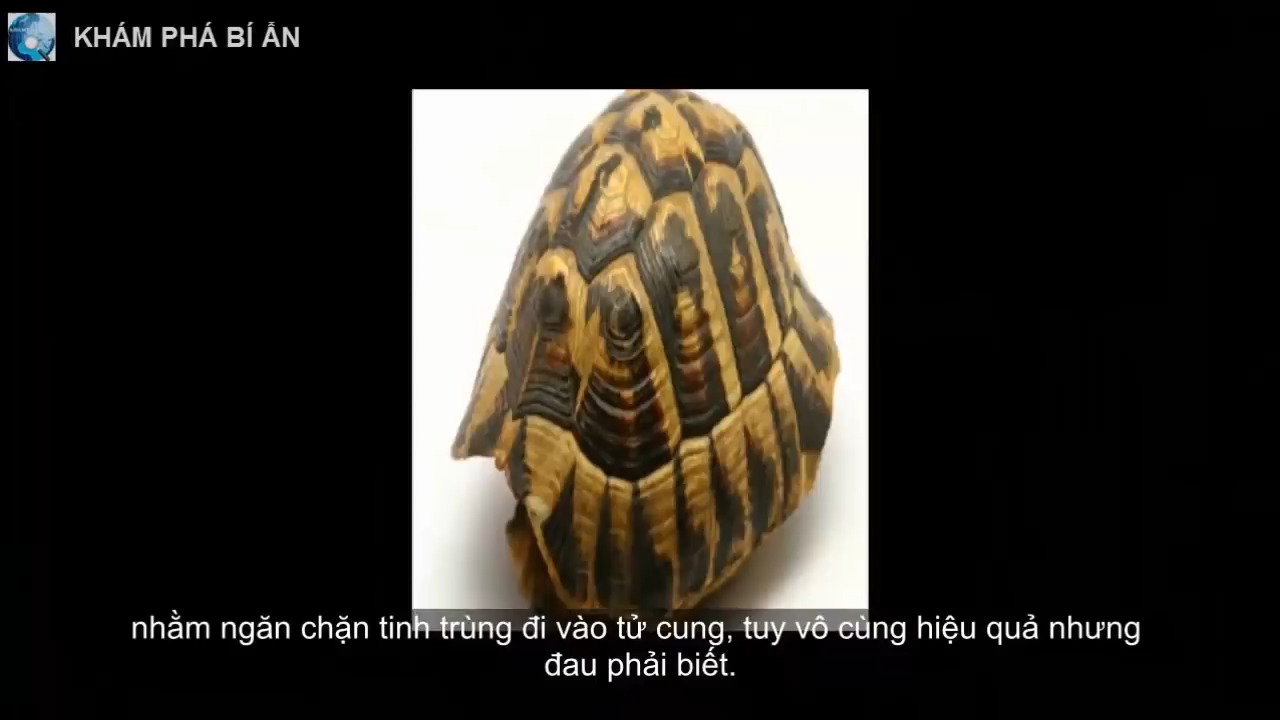 KHÁM PHÁ BÍ ẨN
nhằm ngăn chặn tinh trùng đi vào tử cung, tuy vô cùng hiệu quả nhưng
đau phải biết.